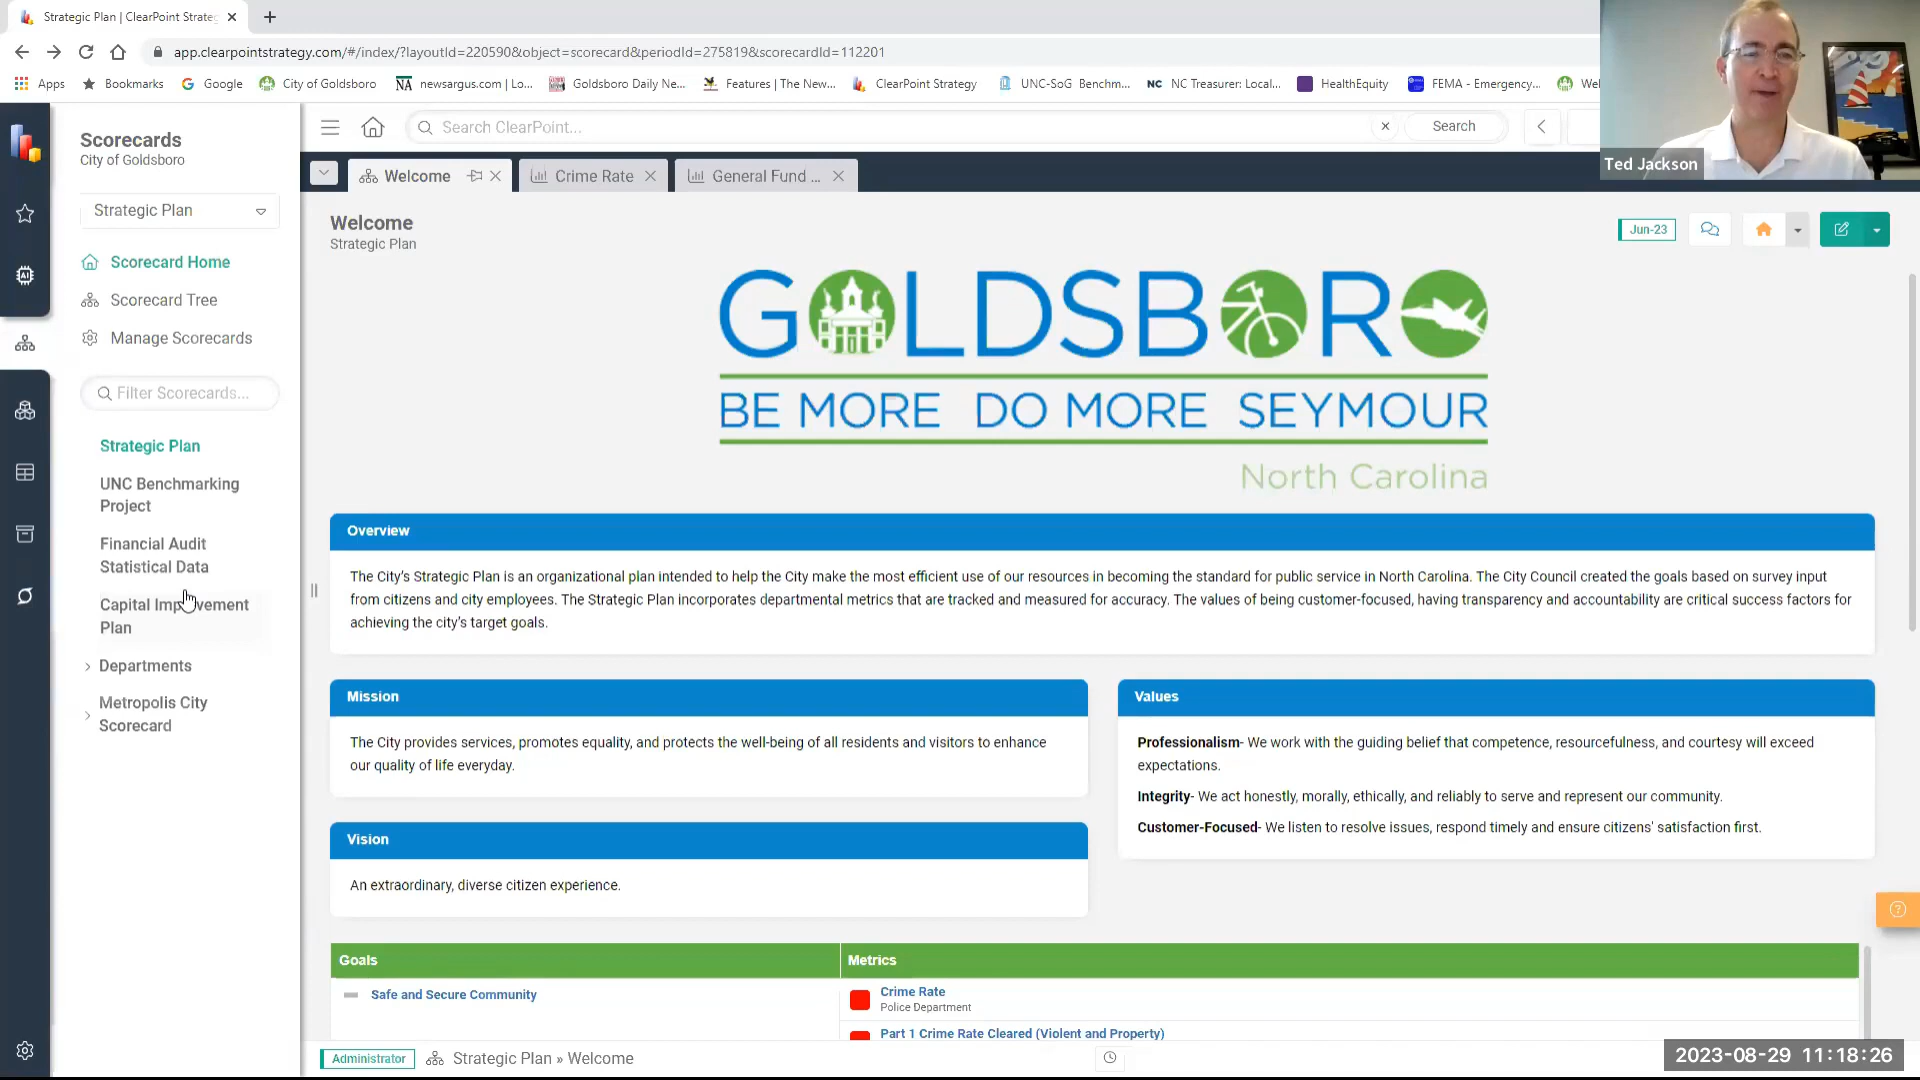 Strategic Plan | ClearPoint Strate
app.clearpointstrategy.com/#/index/?layoutId=220590&object=scorecard&periodId=275819&scorecardId=112201
Apps Bookmarks Google City of Goldsboro newsargus.com | Lo... Goldsboro Daily Ne... Features | The New... ClearPoint Strategy UNC-SoG Benchm... NC NC Treasurer: Local... HealthEquity FEMA - Emergency...
Ted Jackson
Scorecards
City of Goldsboro
Strategic Plan
Scorecard Home
Scorecard Tree
Manage Scorecards
Filter Scorecards...
Strategic Plan
UNC Benchmarking
Project
Financial Audit
Statistical Data
Capital Improvement
Plan
Departments
Metropolis City
Scorecard
AI
Search ClearPoint...
Search
Welcome Crime Rate General Fund ...
Welcome
Strategic Plan
Jun-23
GOLDSBORO
BE MORE DO MORE SEYMOUR
North Carolina
Overview
The City's Strategic Plan is an organizational plan intended to help the City make the most efficient use of our resources in becoming the standard for public service in North Carolina. The City Council created the goals based on survey input
from citizens and city employees. The Strategic Plan incorporates departmental metrics that are tracked and measured for accuracy. The values of being customer-focused, having transparency and accountability are critical success factors for
achieving the city's target goals.
Mission
The City provides services, promotes equality, and protects the well-being of all residents and visitors to enhance
our quality of life everyday.
Values
Professionalism- We work with the guiding belief that competence, resourcefulness, and courtesy will exceed
expectations.
Integrity- We act honestly, morally, ethically, and reliably to serve and represent our community.
Customer-Focused- We listen to resolve issues, respond timely and ensure citizens' satisfaction first.
Vision
An extraordinary, diverse citizen experience.
Goals Metrics
Safe and Secure Community
Crime Rate
Police Department
Part 1 Crime Rate Cleared (Violent and Property)
Administrator Strategic Plan » Welcome
2023-08-29 11:18:26